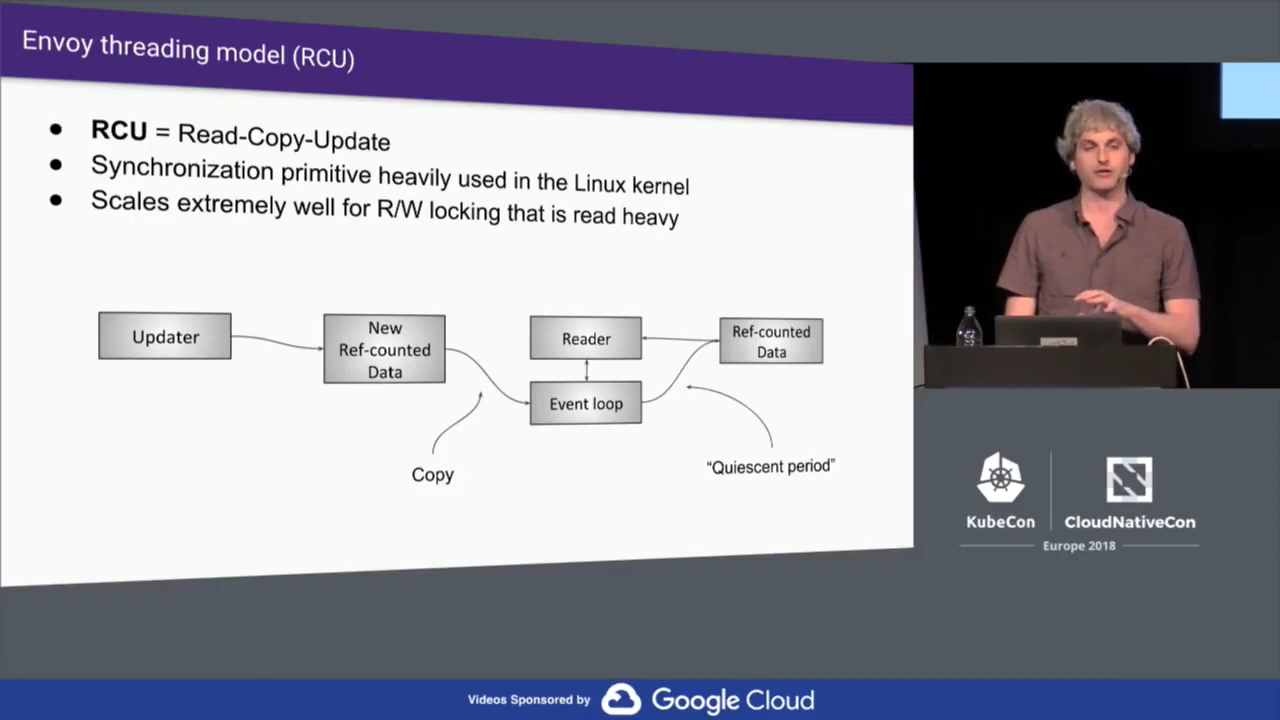 Envoy threading model (RCU)
● RCU = Read-Copy-Update
● Synchronization primitive heavily used in the Linux kernel
● Scales extremely well for R/W locking that is read heavy
Updater
New
Ref-counted
Data
Reader
Ref-counted
Data
Event loop
Copy
“Quiescent period”
KubeCon
CloudNativeCon
Europe 2018
Videos Sponsored by
Google Cloud